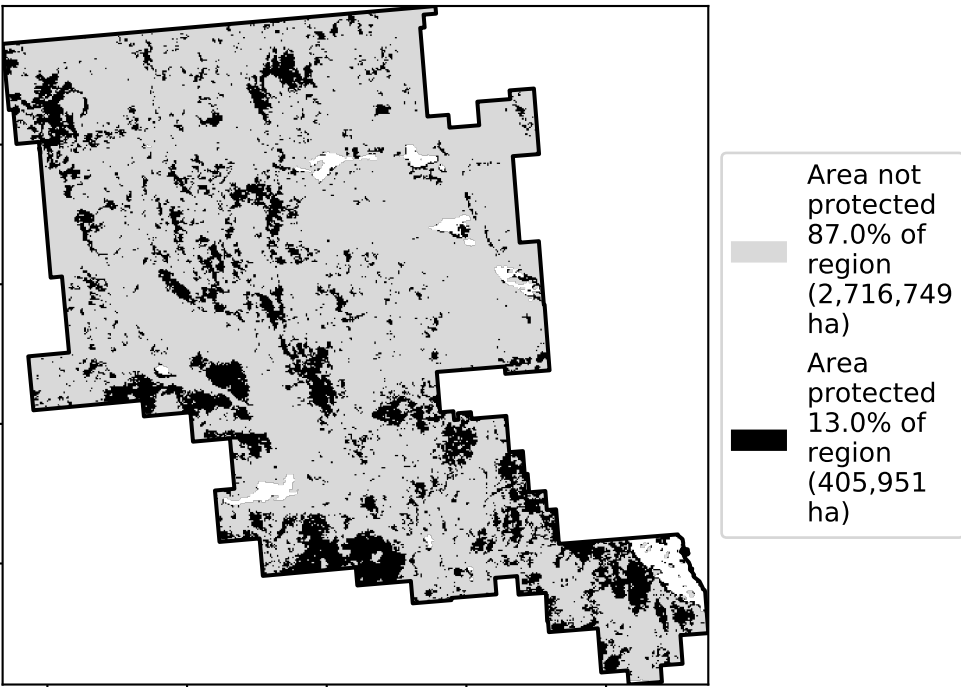 Area not
protected
87.0% of
region
(2,716,749
ha)
Area
protected
13.0% of
region
(405,951
ha)